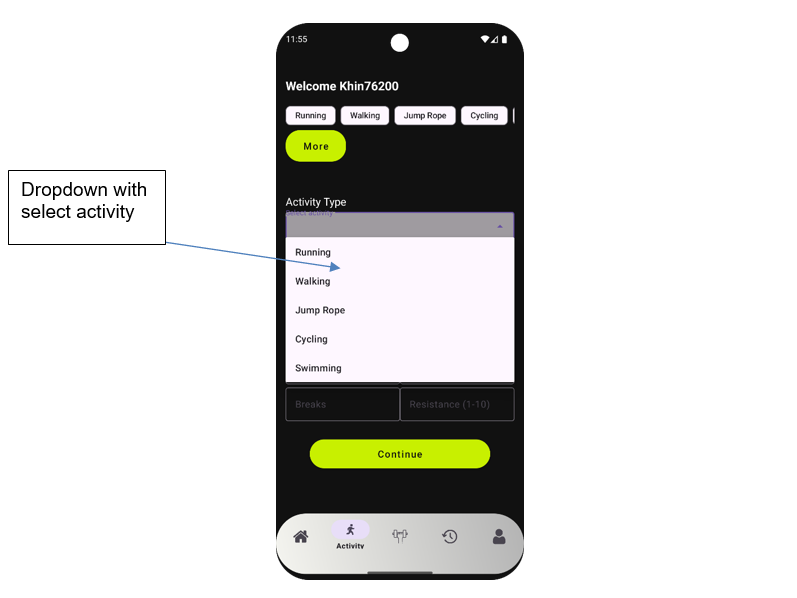 11:55
Welcome Khin76200
Running
Walking
Jump Rope
Cycling
More
Dropdown with
select activity
Activity Type
Select activity
Running
Walking
Jump Rope
Cycling
Swimming
Breaks
Resistance (1-10)
Continue
Activity